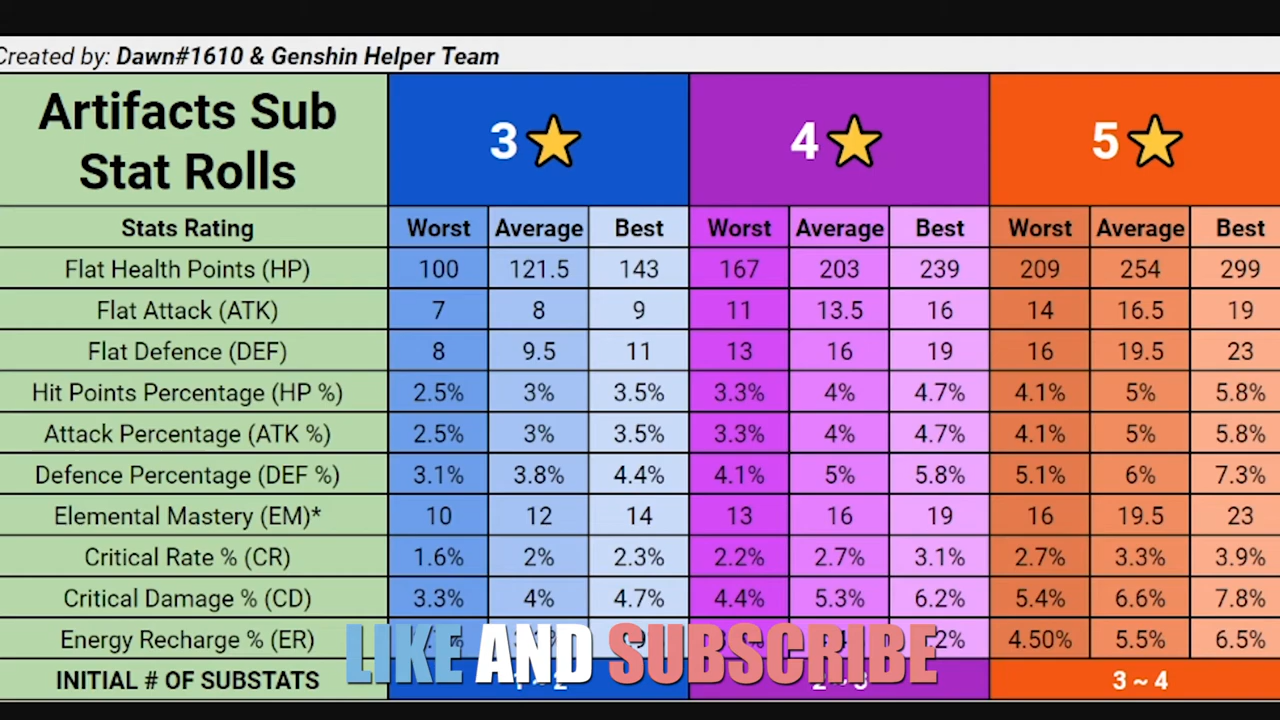 Created by: Dawn#1610 & Genshin Helper Team
Artifacts Sub
Stat Rolls
3 4 5
Stats Rating Worst Average Best Worst Average Best Worst Average Best
Flat Health Points (HP) 100 121.5 143 167 203 239 209 254 299
Flat Attack (ATK) 7 8 9 11 13.5 16 14 16.5 19
Flat Defence (DEF) 8 9.5 11 13 16 19 16 19.5 23
Hit Points Percentage (HP %) 2.5% 3% 3.5% 3.3% 4% 4.7% 4.1% 5% 5.8%
Attack Percentage (ATK %) 2.5% 3% 3.5% 3.3% 4% 4.7% 4.1% 5% 5.8%
Defence Percentage (DEF %) 3.1% 3.8% 4.4% 4.1% 5% 5.8% 5.1% 6% 7.3%
Elemental Mastery (EM)* 10 12 14 13 16 19 16 19.5 23
Critical Rate % (CR) 1.6% 2% 2.3% 2.2% 2.7% 3.1% 2.7% 3.3% 3.9%
Critical Damage % (CD) 3.3% 4% 4.7% 4.4% 5.3% 6.2% 5.4% 6.6% 7.8%
Energy Recharge % (ER) 4.50% 5.5% 6.5%
LIKE AND SUBSCRIBE
INITIAL # OF SUBSTATS 3 ~ 4